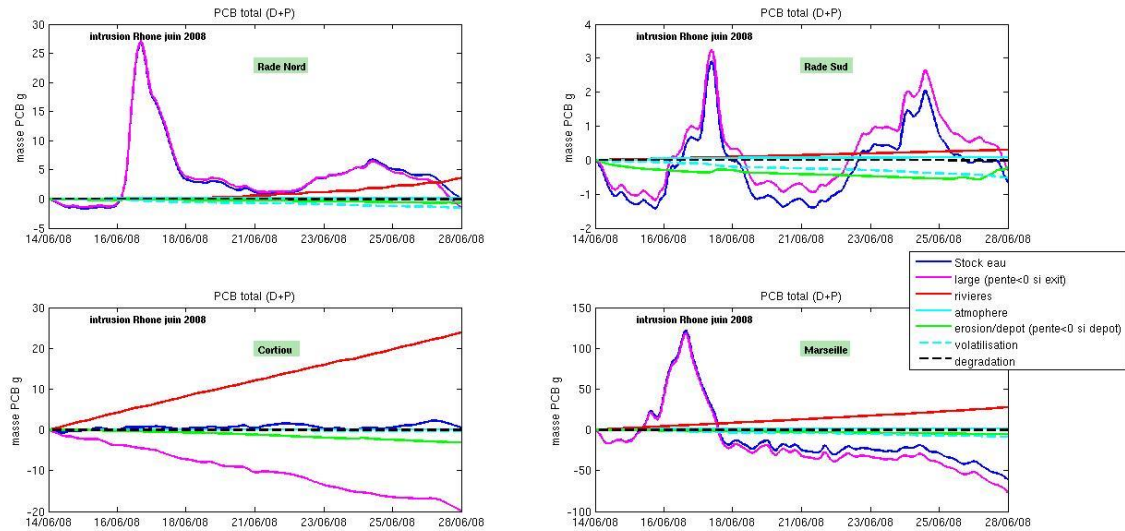 PCB total (D+P)
intrusion Rhone juin 2008
Rade Nord
masse PCB g
30
25
20
15
10
5
0
-5
14/06/08 16/06/08 18/06/08 21/06/08 23/06/08 25/06/08 28/06/08
PCB total (D+P)
intrusion Rhone juin 2008
Rade Sud
masse PCB g
4
3
2
1
0
-1
2
14/06/08 16/06/08 18/06/08 21/06/08 23/06/08 25/06/08 28/06/08
Stock eau
large (pente<0 si exit)
rivieres
atmophere
erosion/depot (pente<0 si depot)
volatilisation
degradation
PCB total (D+P)
intrusion Rhone juin 2008
Cortiou
masse PCB g
30
20
10
0
-10
-20
14/06/08 16/06/08 18/06/08 21/06/08 23/06/08 25/06/08 28/06/08
PCB total (D+P)
intrusion Rhone juin 2008
Marseille
masse PCB g
150
100
50
0
-50
-100
14/06/08 16/06/08 18/06/08 21/06/08 23/06/08 25/06/08 28/06/08